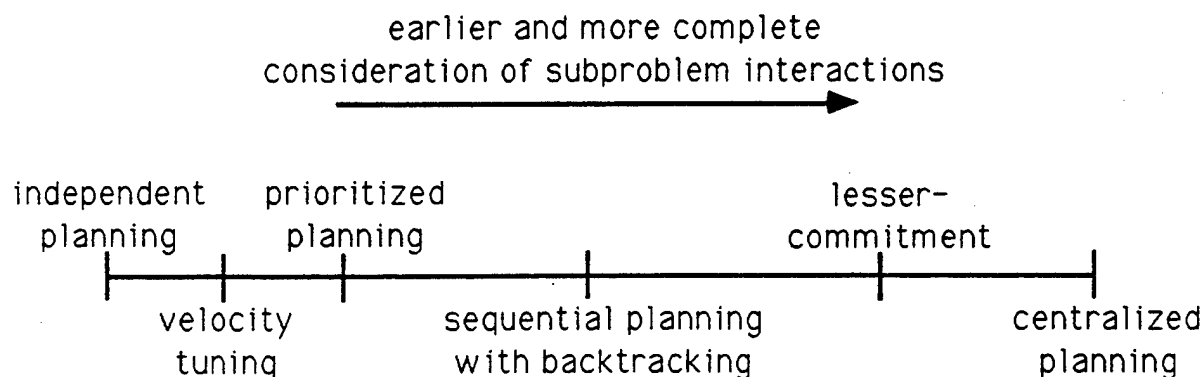 earlier and more complete
consideration of subproblem interactions
independent
planning
prioritized
planning
lesser-
commitment
velocity
tuning
sequential planning
with backtracking
centralized
planning